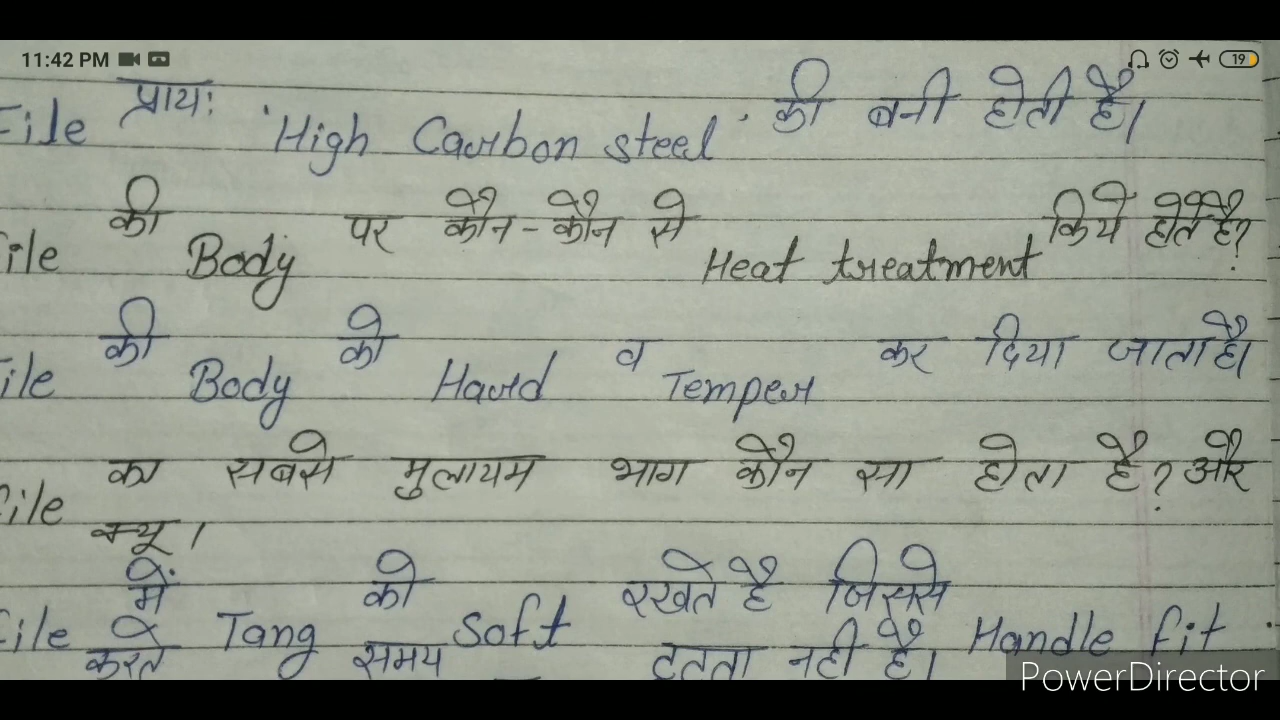 11:42 PM
19
File प्रायः 'High Carbon steel' की बनी होती है।
File की Body पर कौन-कौन से Heat treatment किये होते है?
File की Body को Hard व Temper कर दिया जाता है।
File का सबसे मुलायम भाग कौन सा होता है? और
क्यू।
File में Tang को Soft रखते है जिससे Handle fit
करते समय टूटता नही है।
PowerDirector